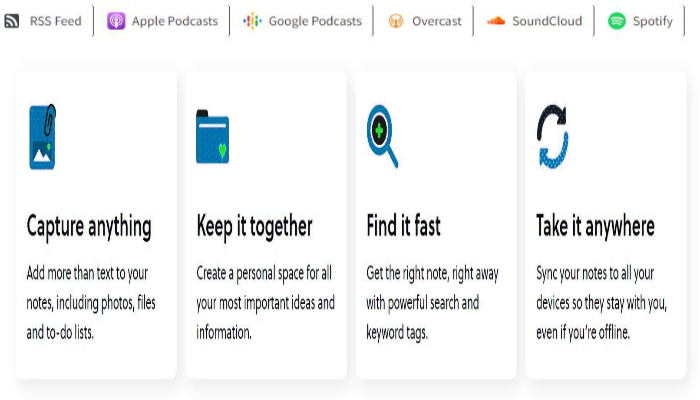 RSS Feed
Apple Podcasts
Google Podcasts
Overcast
SoundCloud
Spotify
Capture anything
Add more than text to your
notes, including photos, files
and to-do lists.
Keep it together
Create a personal space for all
your most important ideas and
information.
Find it fast
Get the right note, right away
with powerful search and
keyword tags.
Take it anywhere
Sync your notes to all your
devices so they stay with you,
even if you're offline.